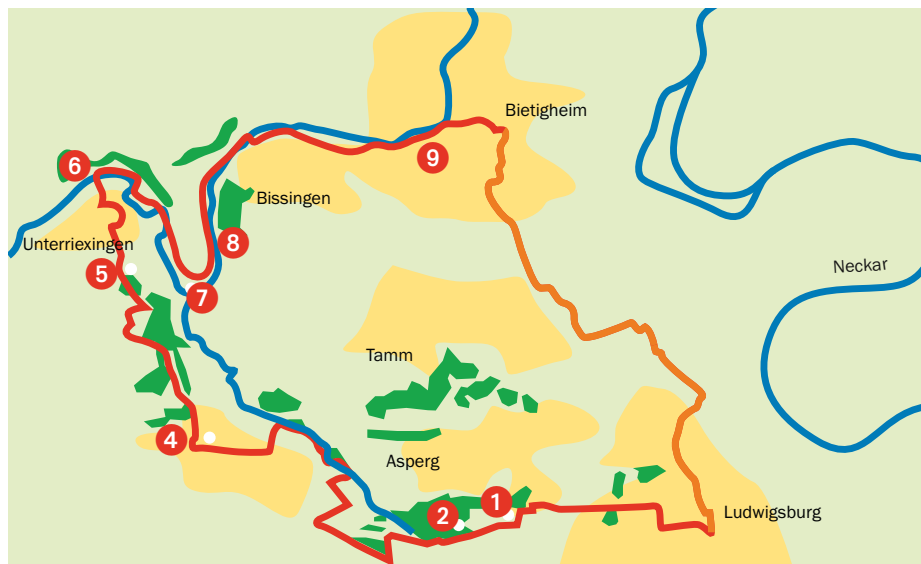 Bietigheim
6
9
Bissingen
Unterriexingen
8
Neckar
5
7
Tamm
4
Asperg
1
2
Ludwigsburg